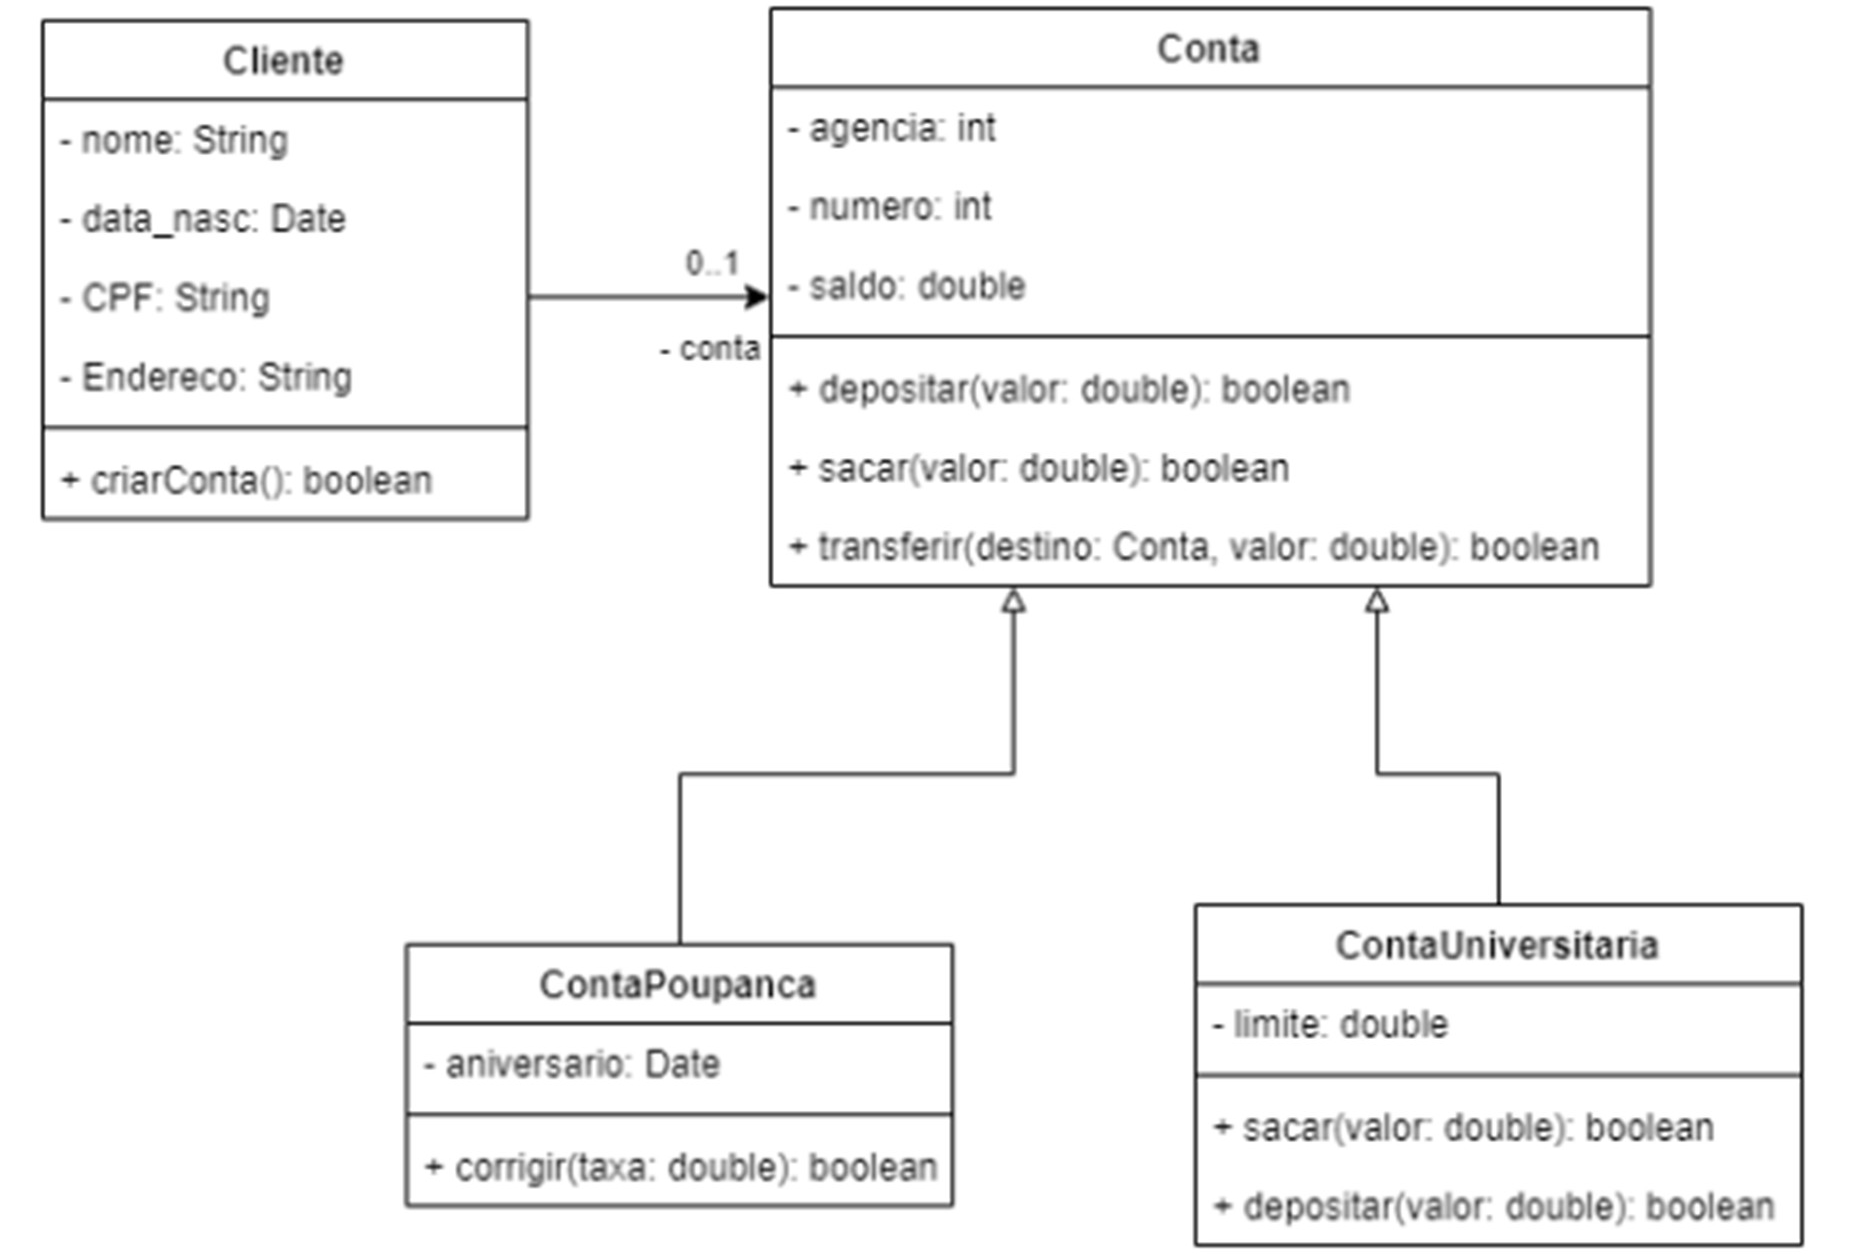 Cliente
- nome: String
- data_nasc: Date
- CPF: String
- Endereco: String
+ criarConta(): boolean
0..1
- conta
Conta
- agencia: int
- numero: int
- saldo: double
+ depositar(valor: double): boolean
+ sacar(valor: double): boolean
+ transferir(destino: Conta, valor: double): boolean
ContaPoupanca
- aniversario: Date
+ corrigir(taxa: double): boolean
ContaUniversitaria
- limite: double
+ sacar(valor: double): boolean
+ depositar(valor: double): boolean